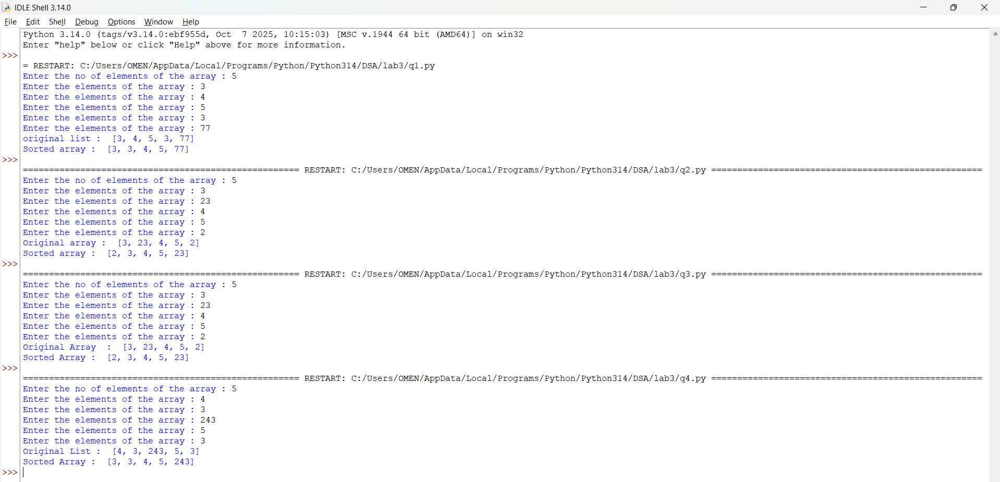 IDLE Shell 3.14.0
File Edit Shell Debug Options Window Help
Python 3.14.0 (tags/v3.14.0:ebf955d, Oct  7 2025, 10:15:03) [MSC v.1944 64 bit (AMD64)] on win32
Enter "help" below or click "Help" above for more information.
>>>
= RESTART: C:/Users/OMEN/AppData/Local/Programs/Python/Python314/DSA/lab3/q1.py
Enter the no of elements of the array : 5
Enter the elements of the array : 3
Enter the elements of the array : 4
Enter the elements of the array : 5
Enter the elements of the array : 3
Enter the elements of the array : 77
original list :  [3, 4, 5, 3, 77]
Sorted array :  [3, 3, 4, 5, 77]
>>>
===================================================== RESTART: C:/Users/OMEN/AppData/Local/Programs/Python/Python314/DSA/lab3/q2.py ====================================================
Enter the no of elements of the array : 5
Enter the elements of the array : 3
Enter the elements of the array : 23
Enter the elements of the array : 4
Enter the elements of the array : 5
Enter the elements of the array : 2
Original array :  [3, 23, 4, 5, 2]
Sorted array :  [2, 3, 4, 5, 23]
>>>
===================================================== RESTART: C:/Users/OMEN/AppData/Local/Programs/Python/Python314/DSA/lab3/q3.py ====================================================
Enter the no of elements of the array : 5
Enter the elements of the array : 3
Enter the elements of the array : 23
Enter the elements of the array : 4
Enter the elements of the array : 5
Enter the elements of the array : 2
Original Array  :  [3, 23, 4, 5, 2]
Sorted Array :  [2, 3, 4, 5, 23]
>>>
===================================================== RESTART: C:/Users/OMEN/AppData/Local/Programs/Python/Python314/DSA/lab3/q4.py ====================================================
Enter the no of elements of the array : 5
Enter the elements of the array : 4
Enter the elements of the array : 3
Enter the elements of the array : 243
Enter the elements of the array : 5
Enter the elements of the array : 3
Original List :  [4, 3, 243, 5, 3]
Sorted Array :  [3, 3, 4, 5, 243]
>>>